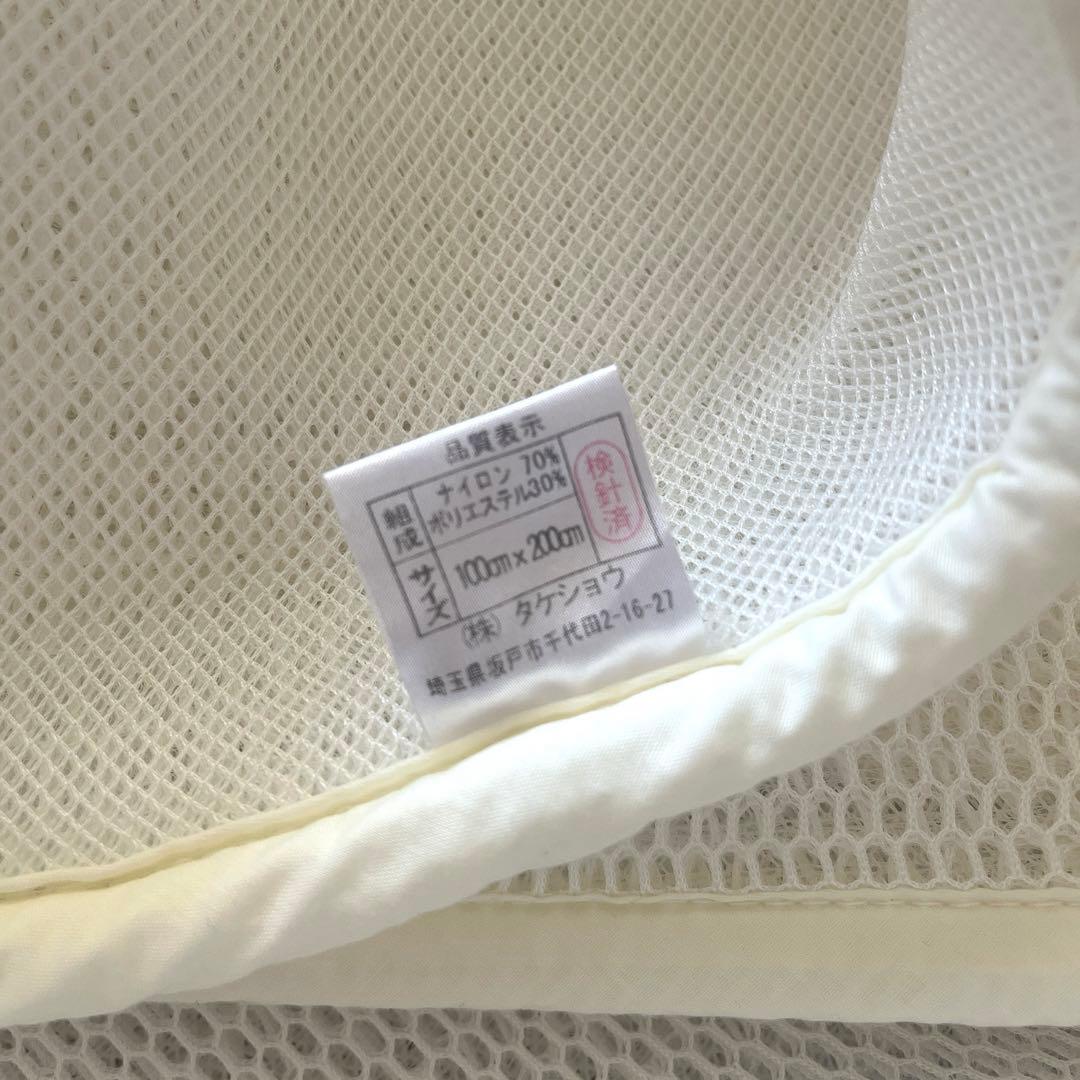 品質表示
組成
ナイロン 70%
ポリエステル30%
サイズ
100cm×200cm
検針済
(株) タケショウ
埼玉県坂戸市千代田2-16-27